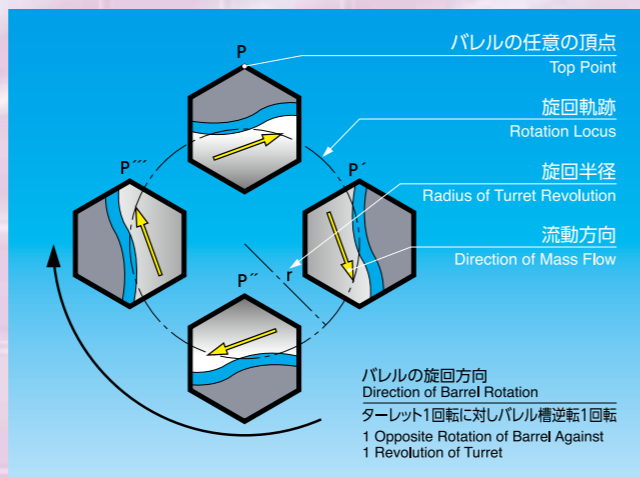 P
バレルの任意の頂点
Top Point
旋回軌跡
Rotation Locus
P´´´
P´
旋回半径
Radius of Turret Revolution
流動方向
Direction of Mass Flow
P´´
r
バレルの旋回方向
Direction of Barrel Rotation
ターレット1回転に対しバレル槽逆転1回転
1 Opposite Rotation of Barrel Against
1 Revolution of Turret